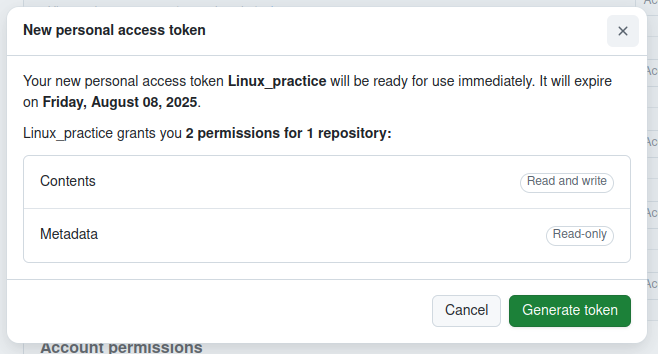 New personal access token
Your new personal access token Linux_practice will be ready for use immediately. It will expire
on Friday, August 08, 2025.
Linux_practice grants you 2 permissions for 1 repository:
Contents
Read and write
Metadata
Read-only
Cancel
Generate token
Account permissions